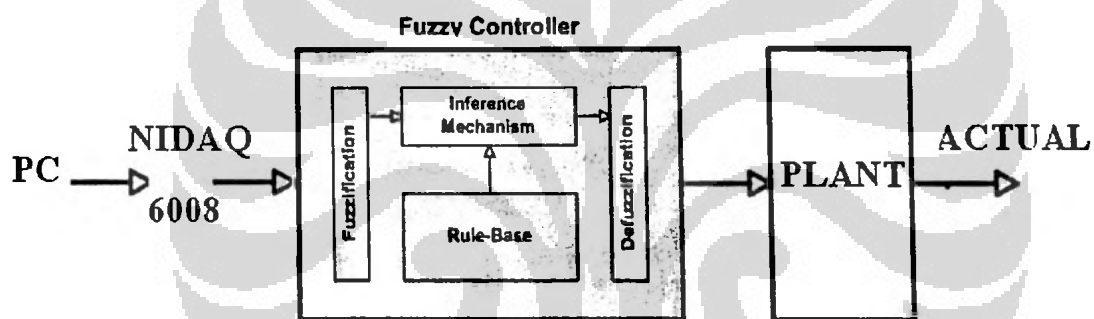 Fuzzy Controller
PC
NIDAQ
6008
Fuzzification
Inference
Mechanism
Rule-Base
Defuzzification
PLANT
ACTUAL